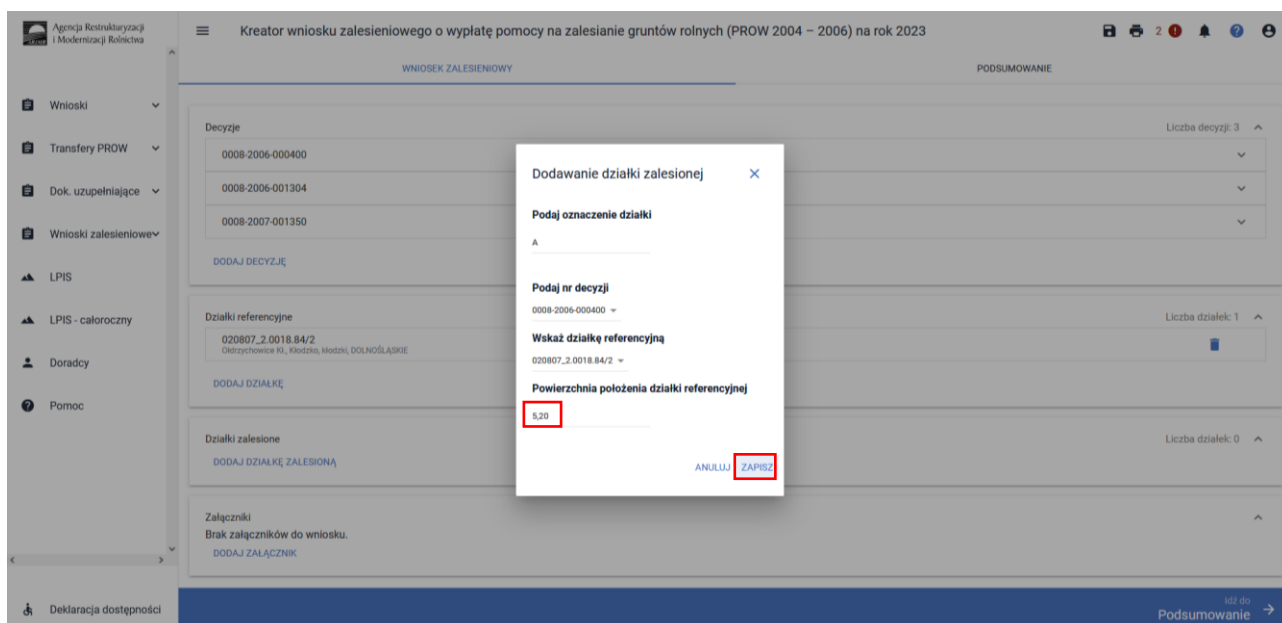 Agencja Restrukturyzacji
i Modernizacji Rolnictwa
Kreator wniosku zalesieniowego o wypłatę pomocy na zalesianie gruntów rolnych (PROW 2004 – 2006) na rok 2023
2
WNIOSEK ZALESIENIOWY
PODSUMOWANIE
Wnioski
Transfery PROW
Dok. uzupełniające
Wnioski zalesieniowe
LPIS
LPIS - całoroczny
Doradcy
Pomoc
Deklaracja dostępności
Decyzje
Liczba decyzji: 3
0008-2006-000400
0008-2006-001304
0008-2007-001350
DODAJ DECYZJĘ
Działki referencyjne
Liczba działek: 1
020807_2.0018.84/2
Ołdrzychowice Kł., Kłodzko, kłodzki, DOLNOŚLĄSKIE
DODAJ DZIAŁKĘ
Działki zalesione
Liczba działek: 0
DODAJ DZIAŁKĘ ZALESIONĄ
Załączniki
Brak załączników do wniosku.
DODAJ ZAŁĄCZNIK
Dodawanie działki zalesionej
Podaj oznaczenie działki
A
Podaj nr decyzji
0008-2006-000400
Wskaż działkę referencyjną
020807_2.0018.84/2
Powierzchnia położenia działki referencyjnej
5,20
ANULUJ ZAPISZ
Idź do
Podsumowanie